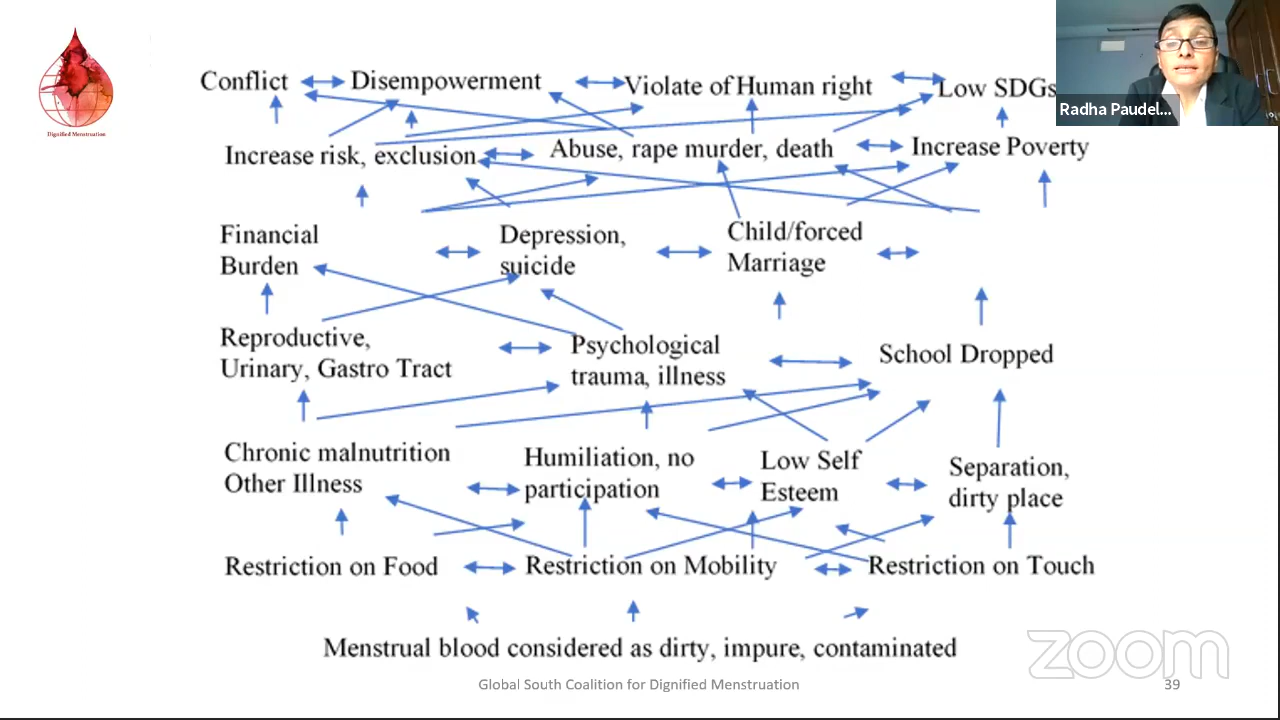 Dignified Menstruation
Conflict Disempowerment Violate of Human right Low SDGs
Radha Paudel...
Increase risk, exclusion Abuse, rape murder, death Increase Poverty
Financial
Burden
Depression,
suicide
Child/forced
Marriage
Reproductive,
Urinary, Gastro Tract
Psychological
trauma, illness
School Dropped
Chronic malnutrition
Other Illness
Humiliation, no
participation
Low Self
Esteem
Separation,
dirty place
Restriction on Food Restriction on Mobility Restriction on Touch
Menstrual blood considered as dirty, impure, contaminated
zoom
Global South Coalition for Dignified Menstruation
39